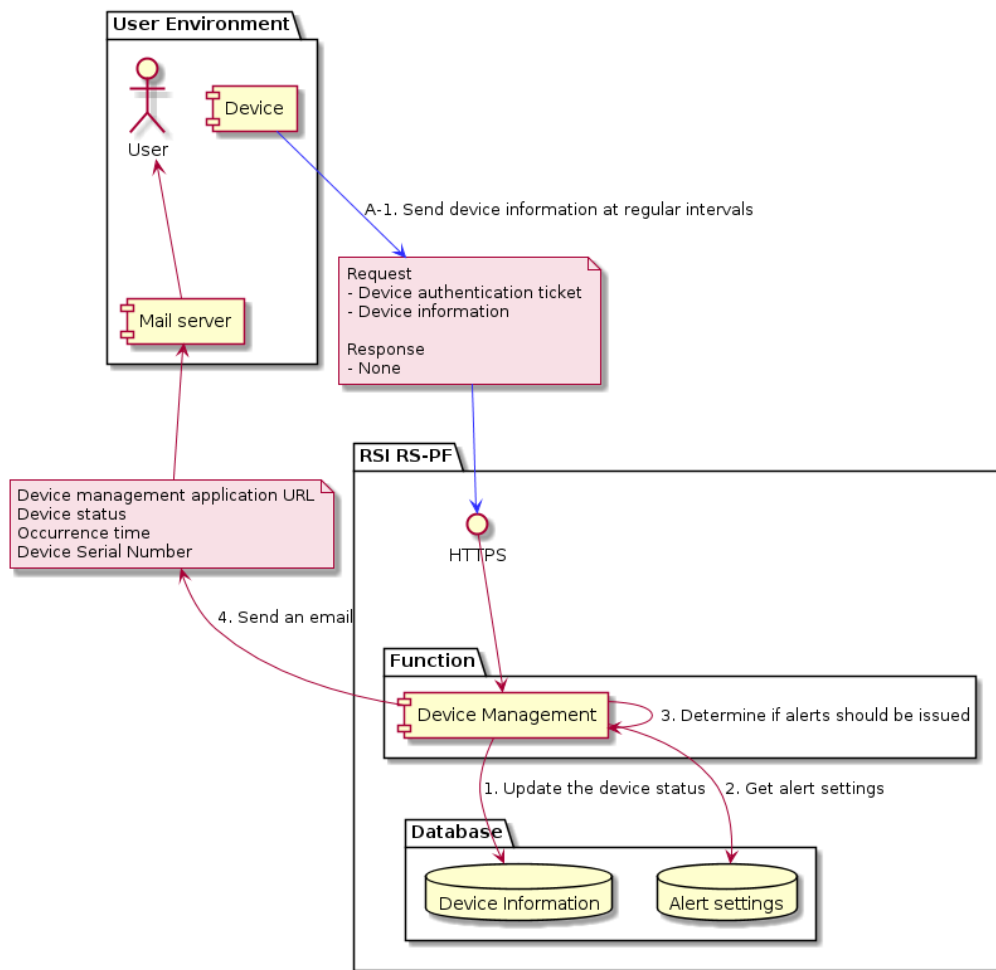 User Environment
Device
User
A-1. Send device information at regular intervals
Request
- Device authentication ticket
- Device information
Response
- None
Mail server
RSI RS-PF
Device management application URL
Device status
Occurrence time
Device Serial Number
HTTPS
4. Send an email
Function
Device Management
3. Determine if alerts should be issued
1. Update the device status
2. Get alert settings
Database
Device Information
Alert settings